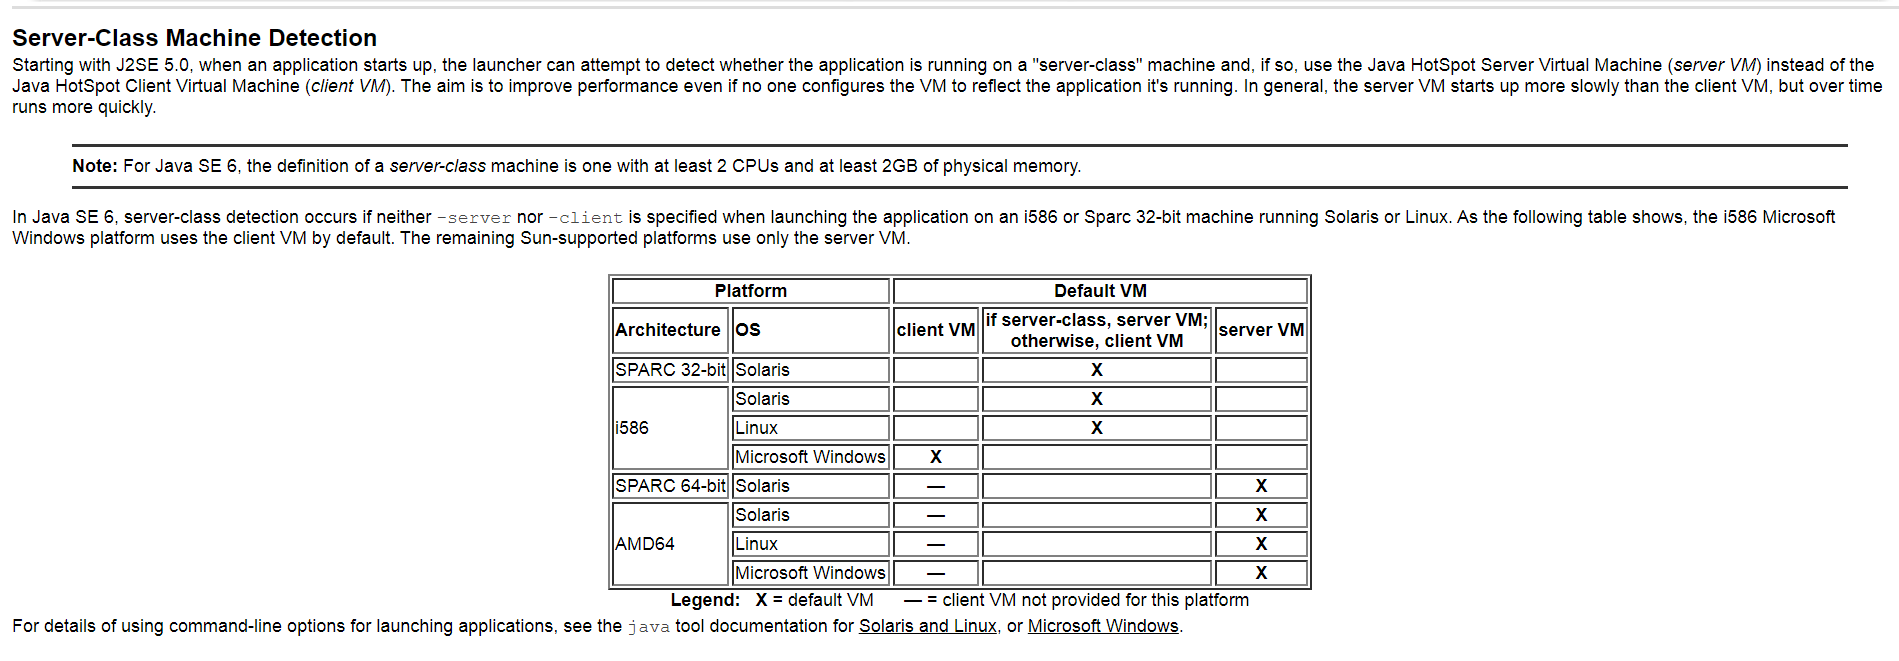 Server-Class Machine Detection
Starting with J2SE 5.0, when an application starts up, the launcher can attempt to detect whether the application is running on a "server-class" machine and, if so, use the Java HotSpot Server Virtual Machine (server VM) instead of the
Java HotSpot Client Virtual Machine (client VM). The aim is to improve performance even if no one configures the VM to reflect the application it's running. In general, the server VM starts up more slowly than the client VM, but over time
runs more quickly.
Note: For Java SE 6, the definition of a server-class machine is one with at least 2 CPUs and at least 2GB of physical memory.
In Java SE 6, server-class detection occurs if neither -server nor -client is specified when launching the application on an i586 or Sparc 32-bit machine running Solaris or Linux. As the following table shows, the i586 Microsoft
Windows platform uses the client VM by default. The remaining Sun-supported platforms use only the server VM.
Platform Default VM
Architecture OS client VM if server-class, server VM; otherwise, client VM server VM
SPARC 32-bit Solaris X
i586 Solaris X
Linux X
Microsoft Windows X
SPARC 64-bit Solaris — X
AMD64 Solaris — X
Linux — X
Microsoft Windows — X
Legend: X = default VM — = client VM not provided for this platform
For details of using command-line options for launching applications, see the java tool documentation for Solaris and Linux, or Microsoft Windows.